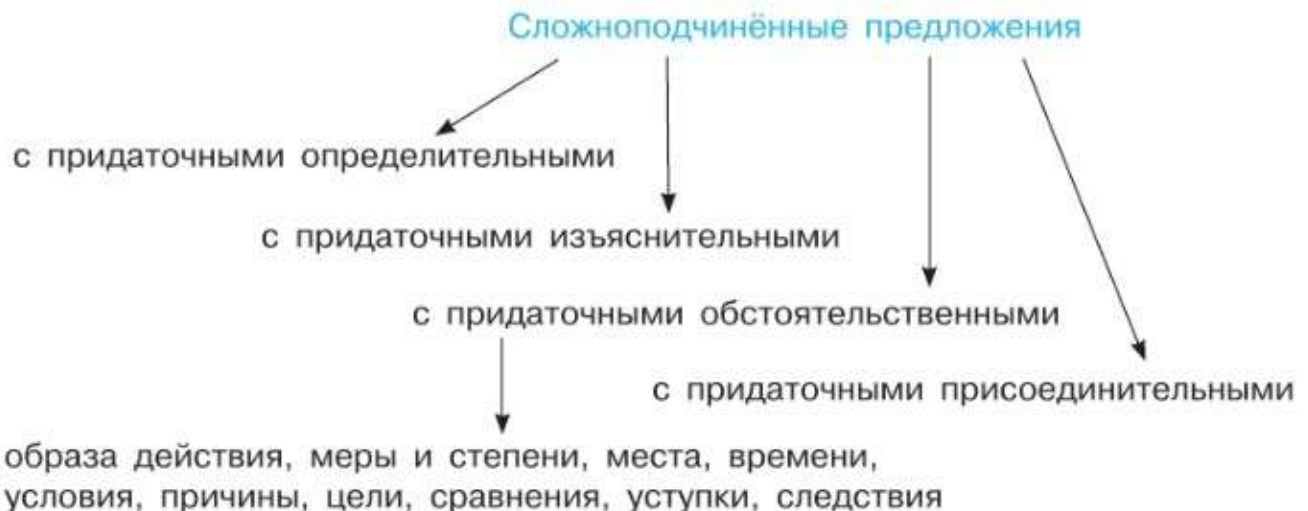 Сложноподчинённые предложения
с придаточными определительными
с придаточными изъяснительными
с придаточными обстоятельственными
с придаточными присоединительными
образа действия, меры и степени, места, времени,
условия, причины, цели, сравнения, уступки, следствия